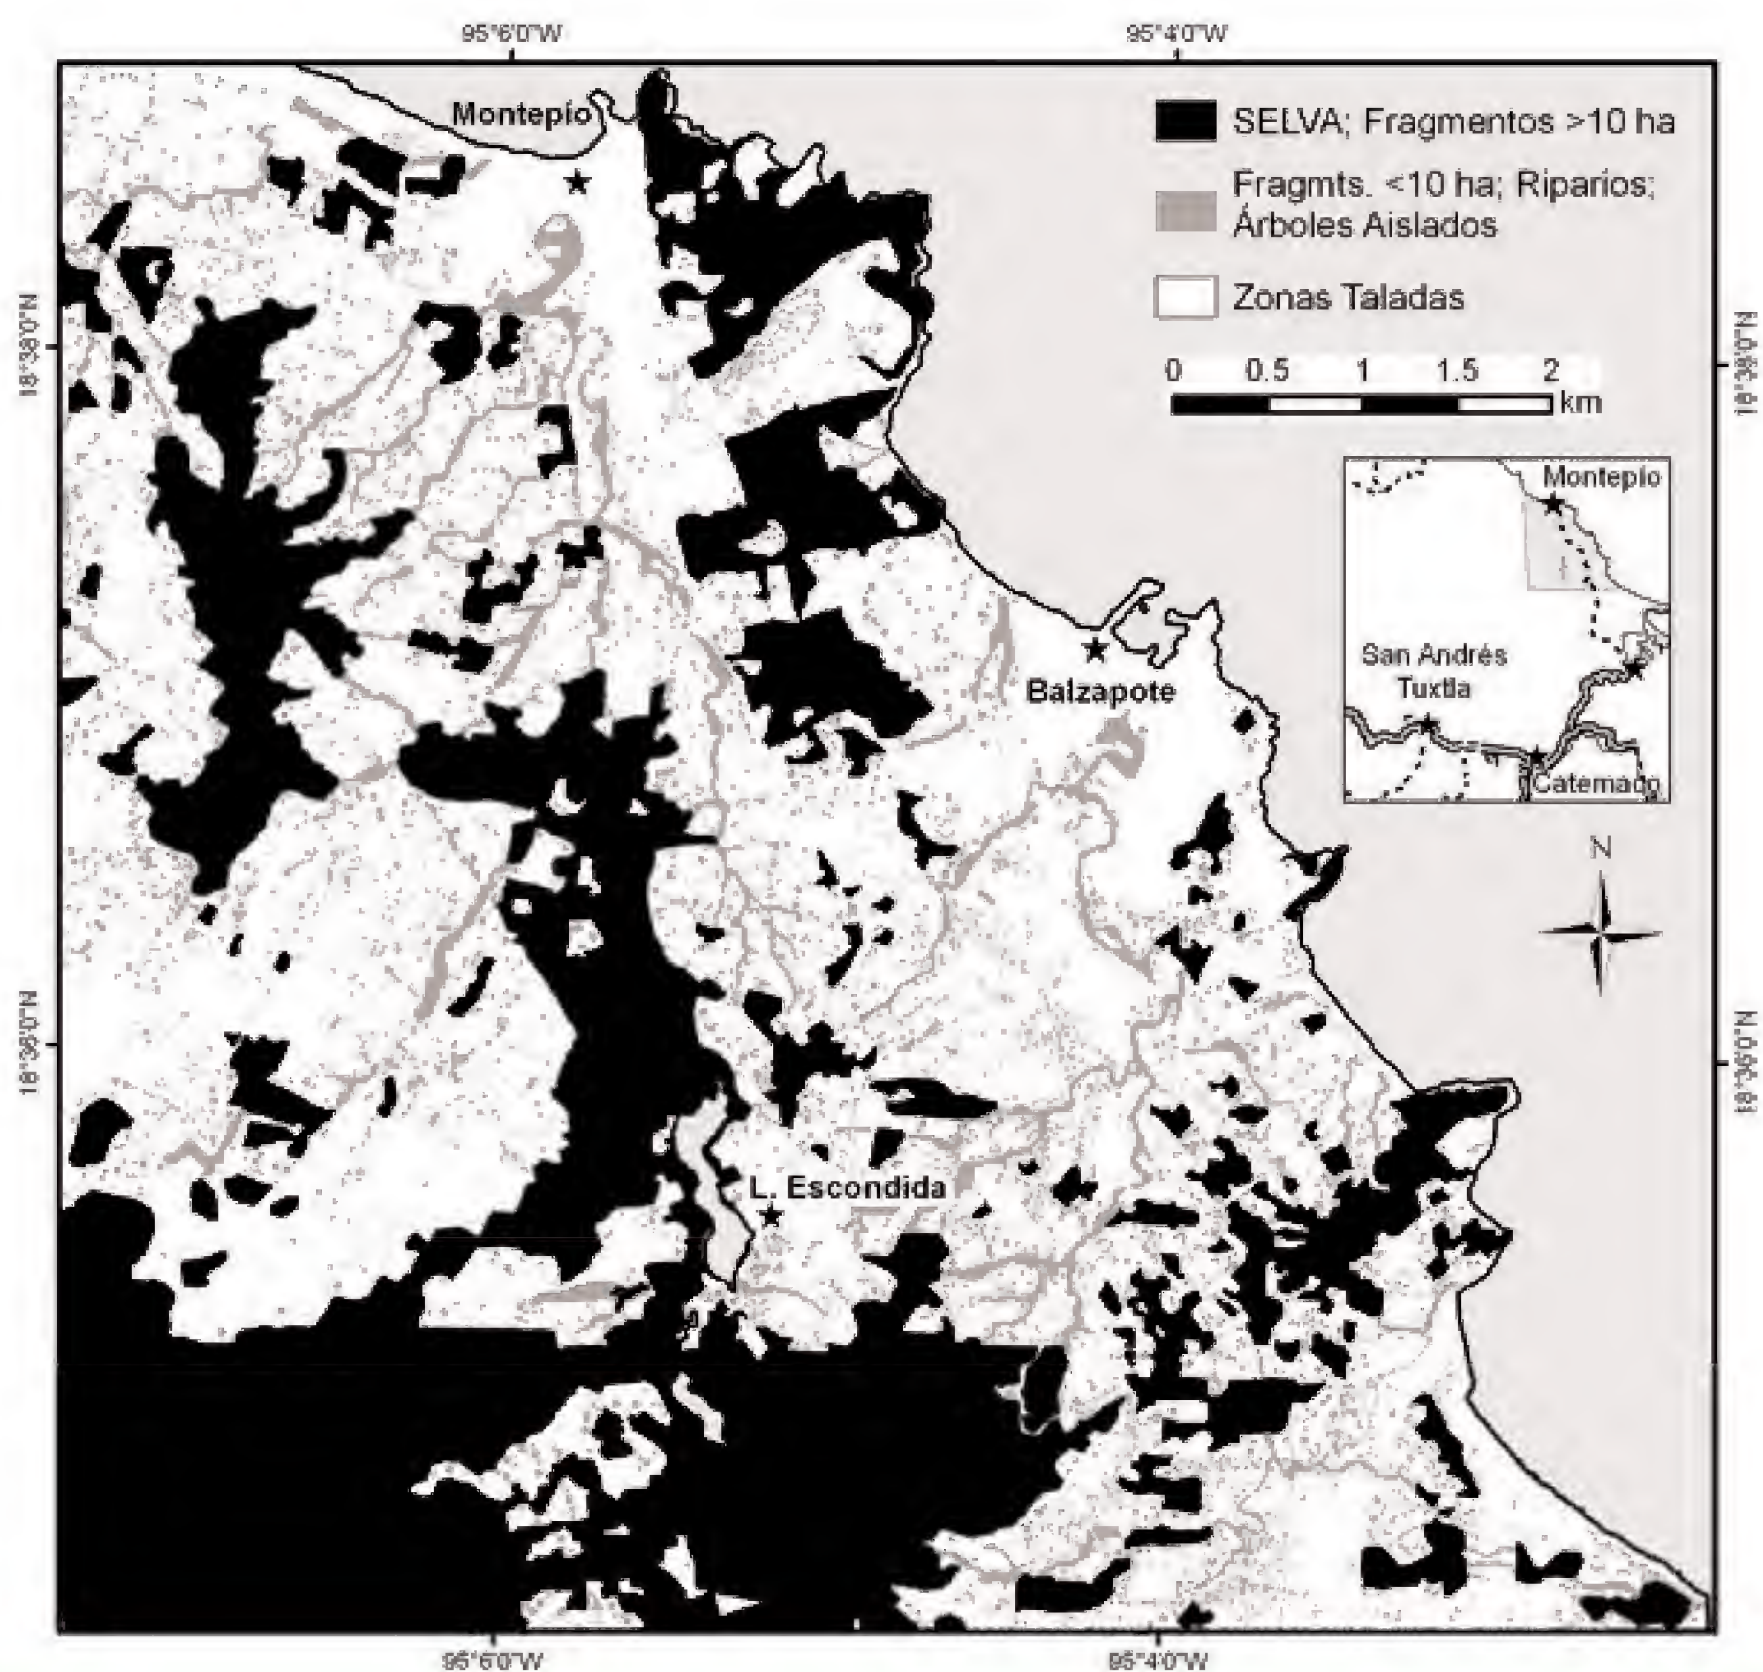 95°6'0"W
95°4'0"W
Montepío
SELVA; Fragmentos >10 ha
Fragmts. <10 ha; Riparios;
Árboles Aislados
Zonas Taladas
18°38'0"N
18°38'0"N
0 0.5 1 1.5 2
km
Montepío
San Andrés
Tuxtla
Catemaco
Balzapote
N
18°36'0"N
18°36'0"N
L. Escondida
95°6'0"W
95°4'0"W